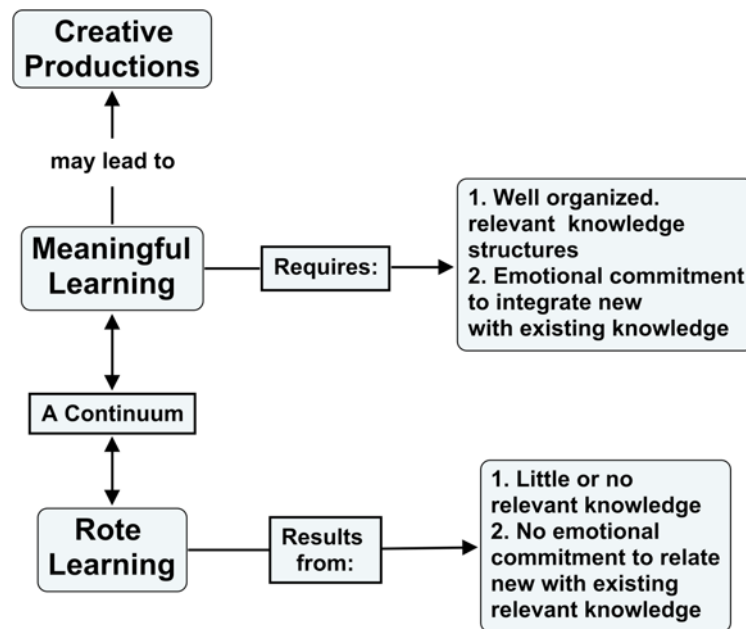 Creative
Productions
may lead to
Meaningful
Learning
Requires:
1. Well organized.
relevant knowledge
structures
2. Emotional commitment
to integrate new
with existing knowledge
A Continuum
Rote
Learning
Results
from:
1. Little or no
relevant knowledge
2. No emotional
commitment to relate
new with existing
relevant knowledge